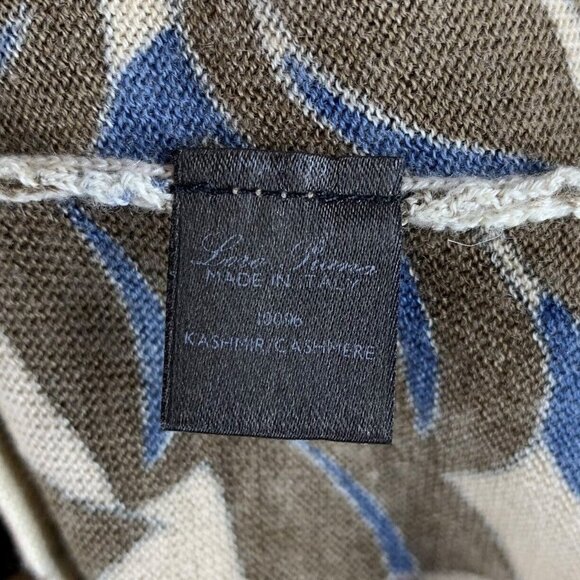 Loro Piana
MADE IN ITALY
100%
KASHMIR/CASHMERE